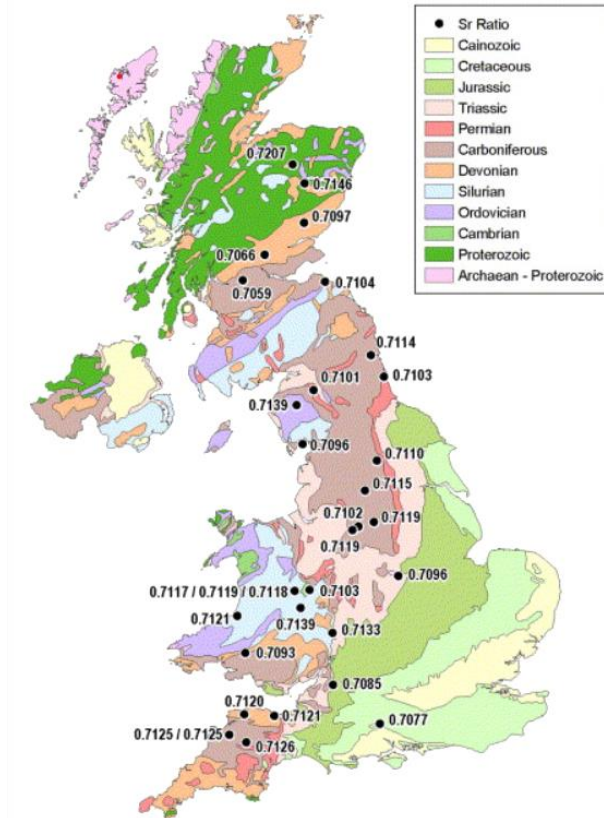 Sr Ratio
Cainozoic
Cretaceous
Jurassic
Triassic
Permian
Carboniferous
Devonian
Silurian
Ordovician
Cambrian
Proterozoic
Archaean - Proterozoic
0.7207
0.7146
0.7097
0.7066
0.7059
0.7104
0.7114
0.7103
0.7101
0.7139
0.7096
0.7110
0.7115
0.7102
0.7119
0.7119
0.7096
0.7117 / 0.7119 / 0.7118
0.7103
0.7139
0.7121
0.7133
0.7093
0.7085
0.7120
0.7121
0.7077
0.7125 / 0.7125
0.7126